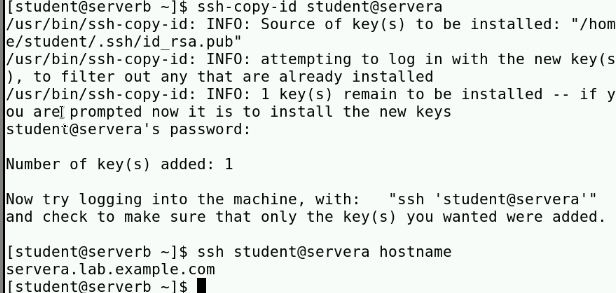 [student@serverb ~]$ ssh-copy-id student@servera
/usr/bin/ssh-copy-id: INFO: Source of key(s) to be installed: "/hom
e/student/.ssh/id_rsa.pub"
/usr/bin/ssh-copy-id: INFO: attempting to log in with the new key(s
), to filter out any that are already installed
/usr/bin/ssh-copy-id: INFO: 1 key(s) remain to be installed -- if y
ou are prompted now it is to install the new keys
student@servera's password:
Number of key(s) added: 1
Now try logging into the machine, with:   "ssh 'student@servera'"
and check to make sure that only the key(s) you wanted were added.
[student@serverb ~]$ ssh student@servera hostname
servera.lab.example.com
[student@serverb ~]$